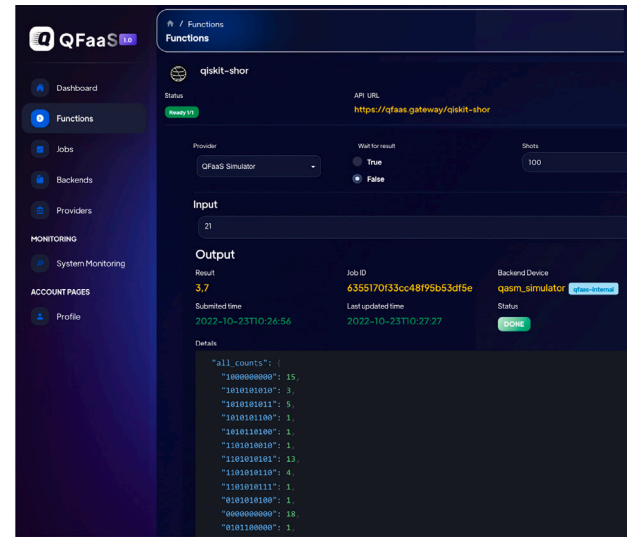 QFaaS 1.0
Dashboard
Functions
Jobs
Backends
Providers
MONITORING
System Monitoring
ACCOUNT PAGES
Profile
/ Functions
Functions
qiskit-shor
Status
API URL
Ready 1/1
https://qfaas.gateway/qiskit-shor
Provider
Wait for result
Shots
QFaaS Simulator
True
100
False
Input
21
Output
Result
Job ID
Backend Device
3,7
6355170f33cc48f95b53df5e
qasm_simulator qfaas-internal
Submited time
Last updated time
Status
2022-10-23T10:26:56
2022-10-23T10:27:27
DONE
Details
"all_counts": {
"1000000000": 15,
"1010101010": 3,
"1010101011": 5,
"1010101100": 1,
"1010110100": 1,
"1101010010": 1,
"1101010101": 13,
"1101010110": 4,
"1101010111": 1,
"0101010100": 1,
"0000000000": 18,
"0101100000": 1,